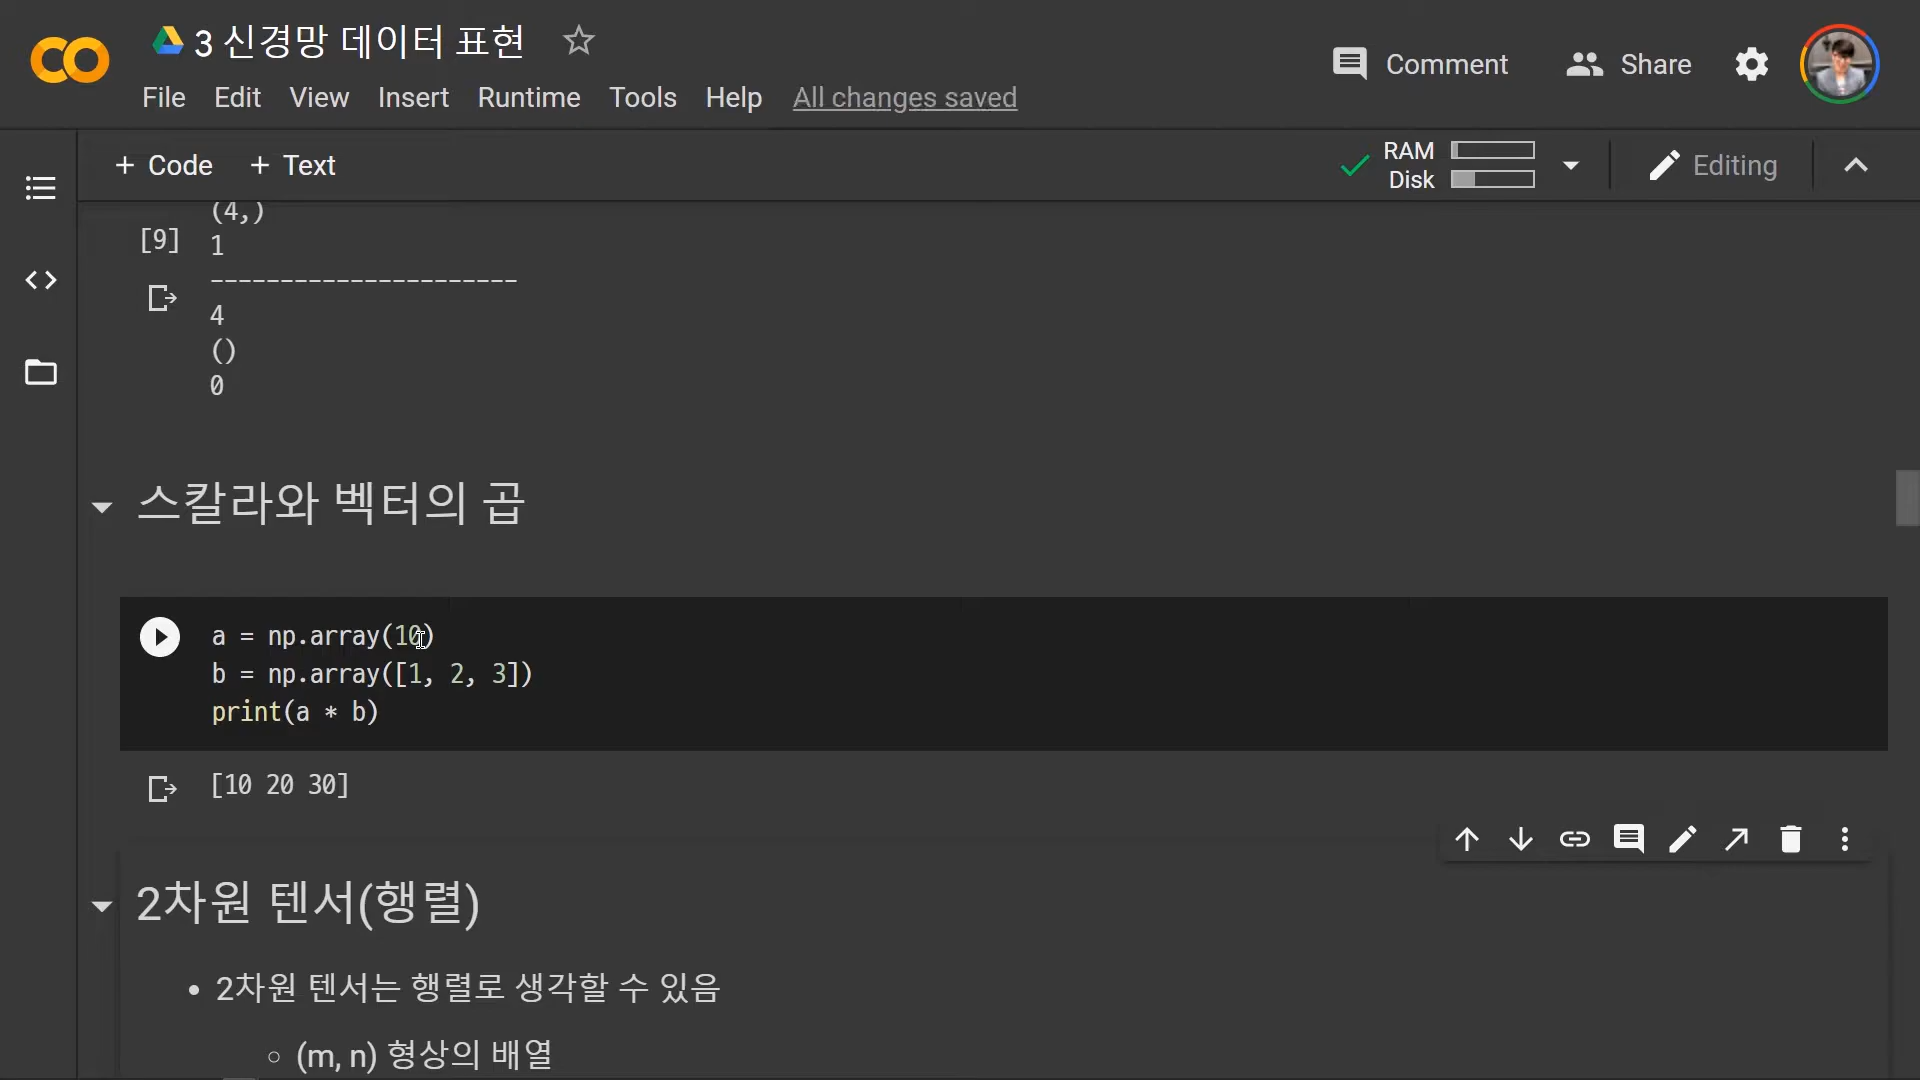 3 신경망 데이터 표현
Comment
Share
File Edit View Insert Runtime Tools Help All changes saved
+ Code + Text
RAM
Disk
Editing
(4,)
[9] 1
----------------------
4
()
0
스칼라와 벡터의 곱
a = np.array(10)
b = np.array([1, 2, 3])
print(a * b)
[10 20 30]
2차원 텐서(행렬)
• 2차원 텐서는 행렬로 생각할 수 있음
◦ (m, n) 형상의 배열